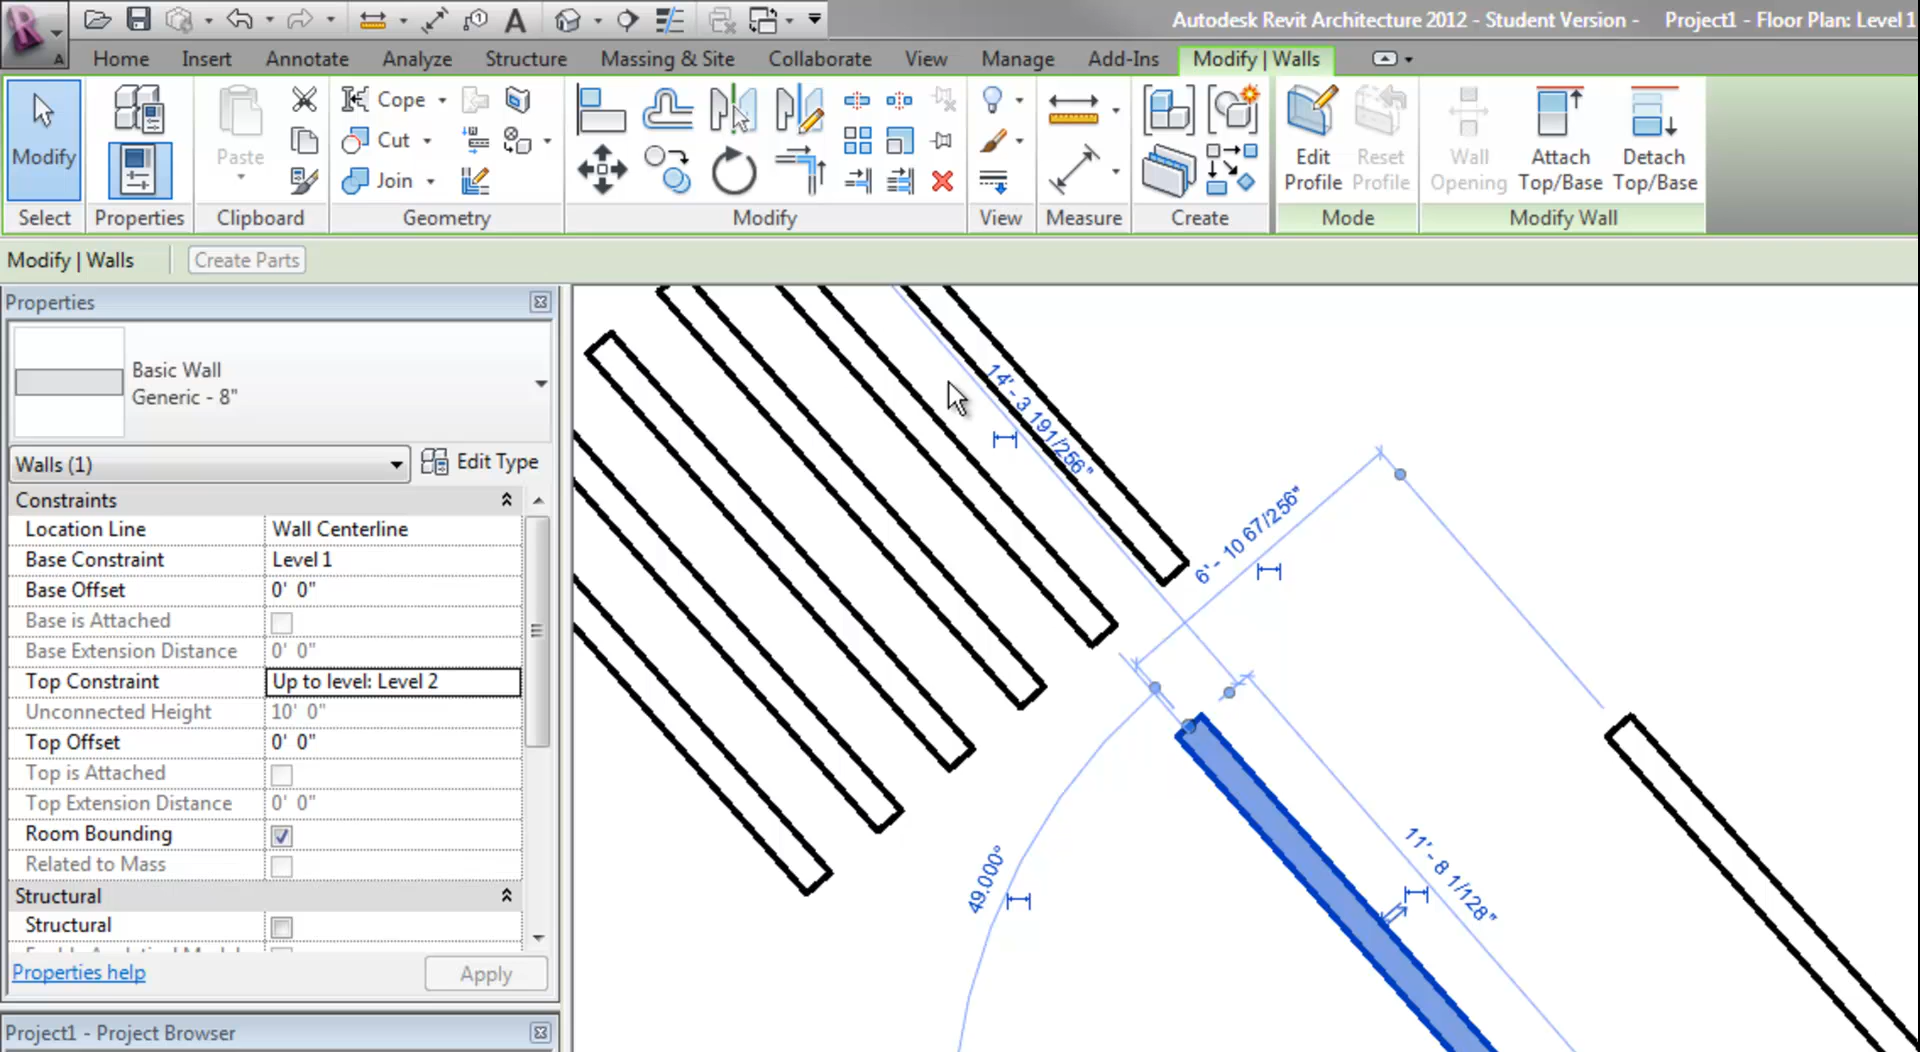 Autodesk Revit Architecture 2012 - Student Version - Project1 - Floor Plan: Level 1
Home Insert Annotate Analyze Structure Massing & Site Collaborate View Manage Add-Ins Modify | Walls
Modify
Cope
Cut
Join
Paste
Edit Profile
Reset Profile
Wall Opening
Attach Top/Base
Detach Top/Base
Select Properties Clipboard Geometry Modify View Measure Create Mode Modify Wall
Modify | Walls Create Parts
Properties
Basic Wall
Generic - 8"
Walls (1) Edit Type
Constraints
Location Line Wall Centerline
Base Constraint Level 1
Base Offset 0' 0"
Base is Attached
Base Extension Distance 0' 0"
Top Constraint Up to level: Level 2
Unconnected Height 10' 0"
Top Offset 0' 0"
Top is Attached
Top Extension Distance 0' 0"
Room Bounding
Related to Mass
Structural
Structural
Properties help Apply
Project1 - Project Browser
14' - 3 191/256"
6' - 10 67/256"
49.000°
11' - 8 1/128"